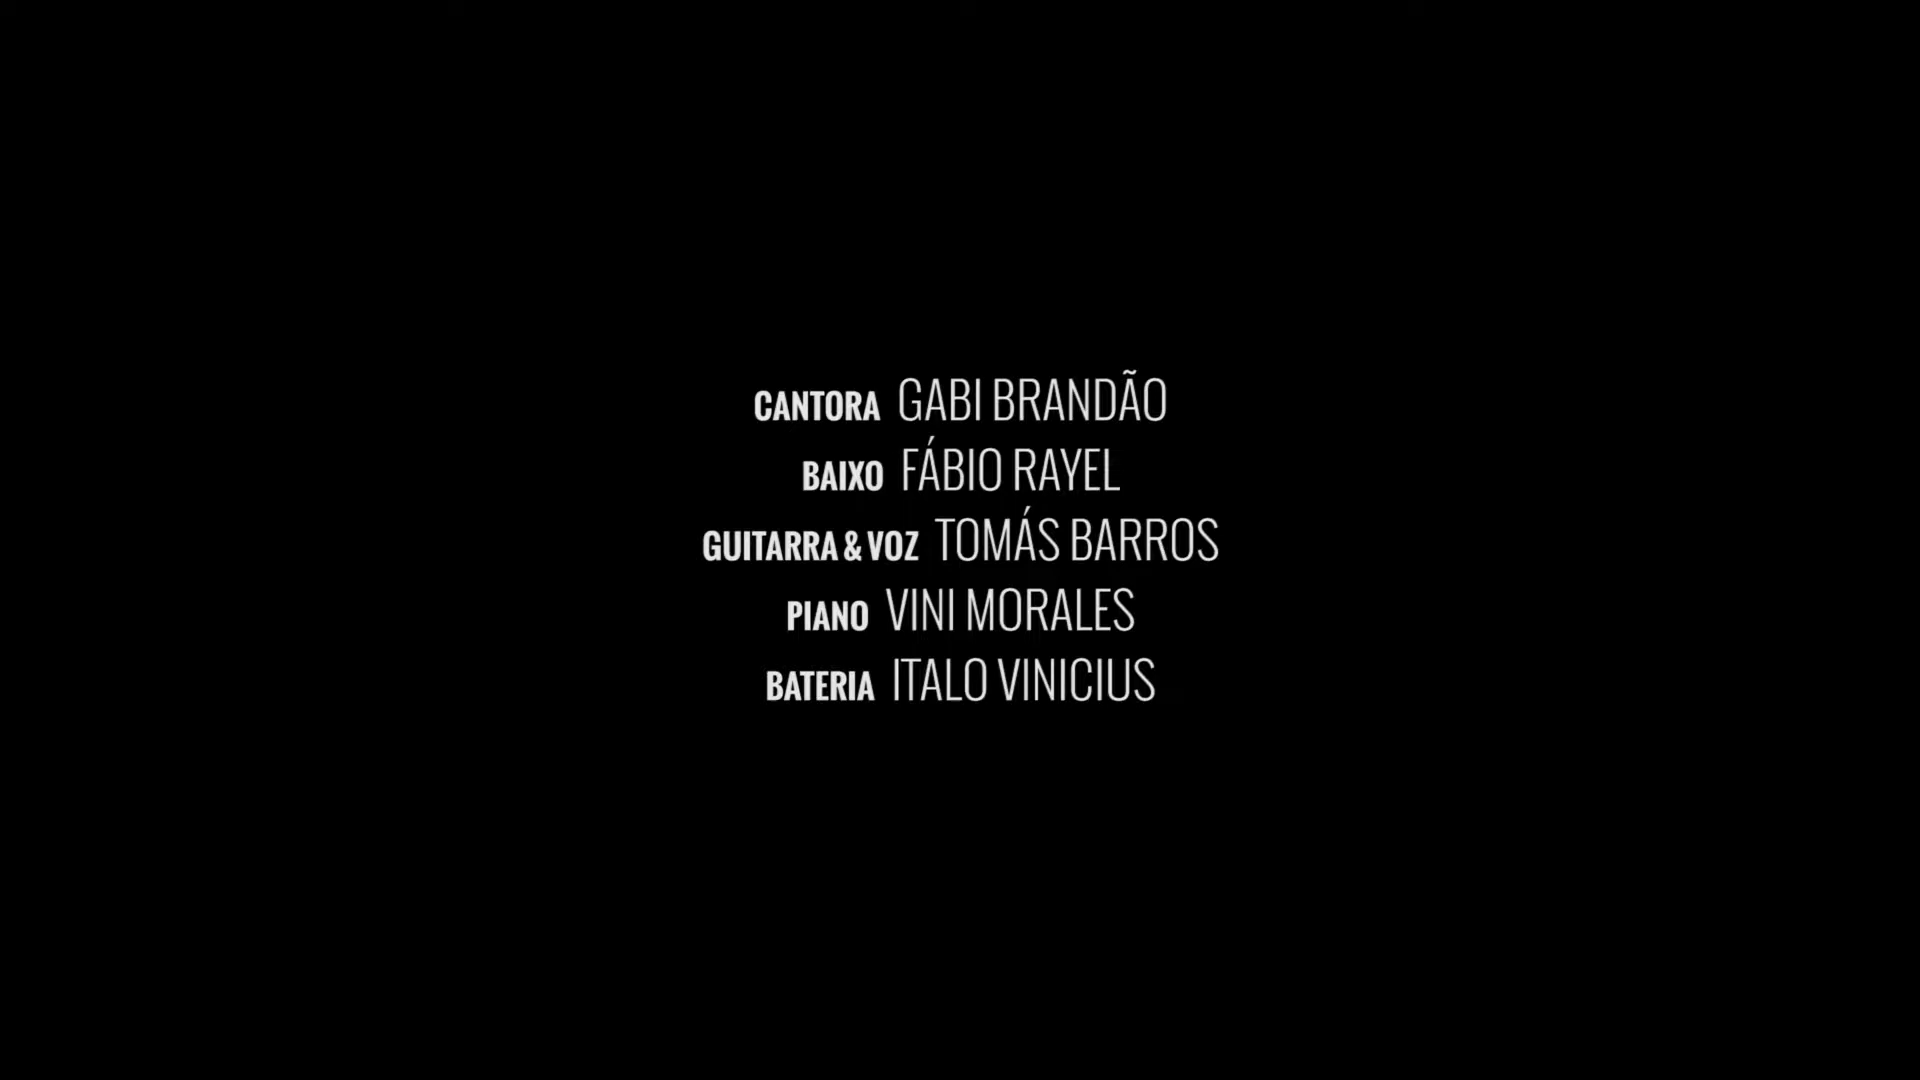 CANTORA GABI BRANDÃO
BAIXO FÁBIO RAYEL
GUITARRA & VOZ TOMÁS BARROS
PIANO VINI MORALES
BATERIA ITALO VINICIUS